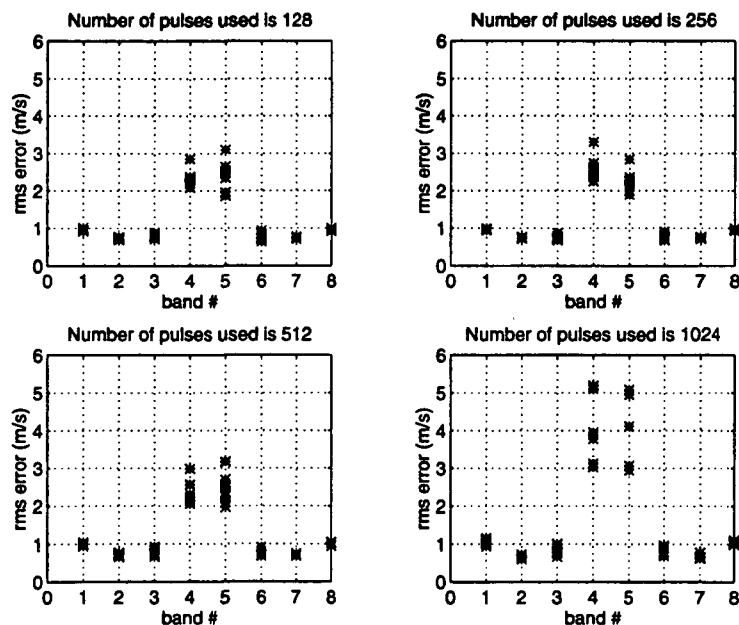 Number of pulses used is 128
6
5
4
3
2
1
0
rms error (m/s)
0 1 2 3 4 5 6 7 8
band #
Number of pulses used is 256
6
5
4
3
2
1
0
rms error (m/s)
0 1 2 3 4 5 6 7 8
band #
Number of pulses used is 512
6
5
4
3
2
1
0
rms error (m/s)
0 1 2 3 4 5 6 7 8
band #
Number of pulses used is 1024
6
5
4
3
2
1
0
rms error (m/s)
0 1 2 3 4 5 6 7 8
band #